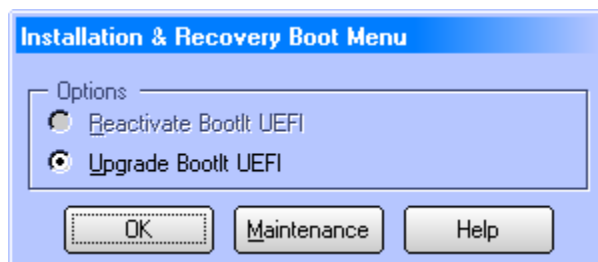 Installation & Recovery Boot Menu
Options
Reactivate BootIt UEFI
Upgrade BootIt UEFI
OK Maintenance Help